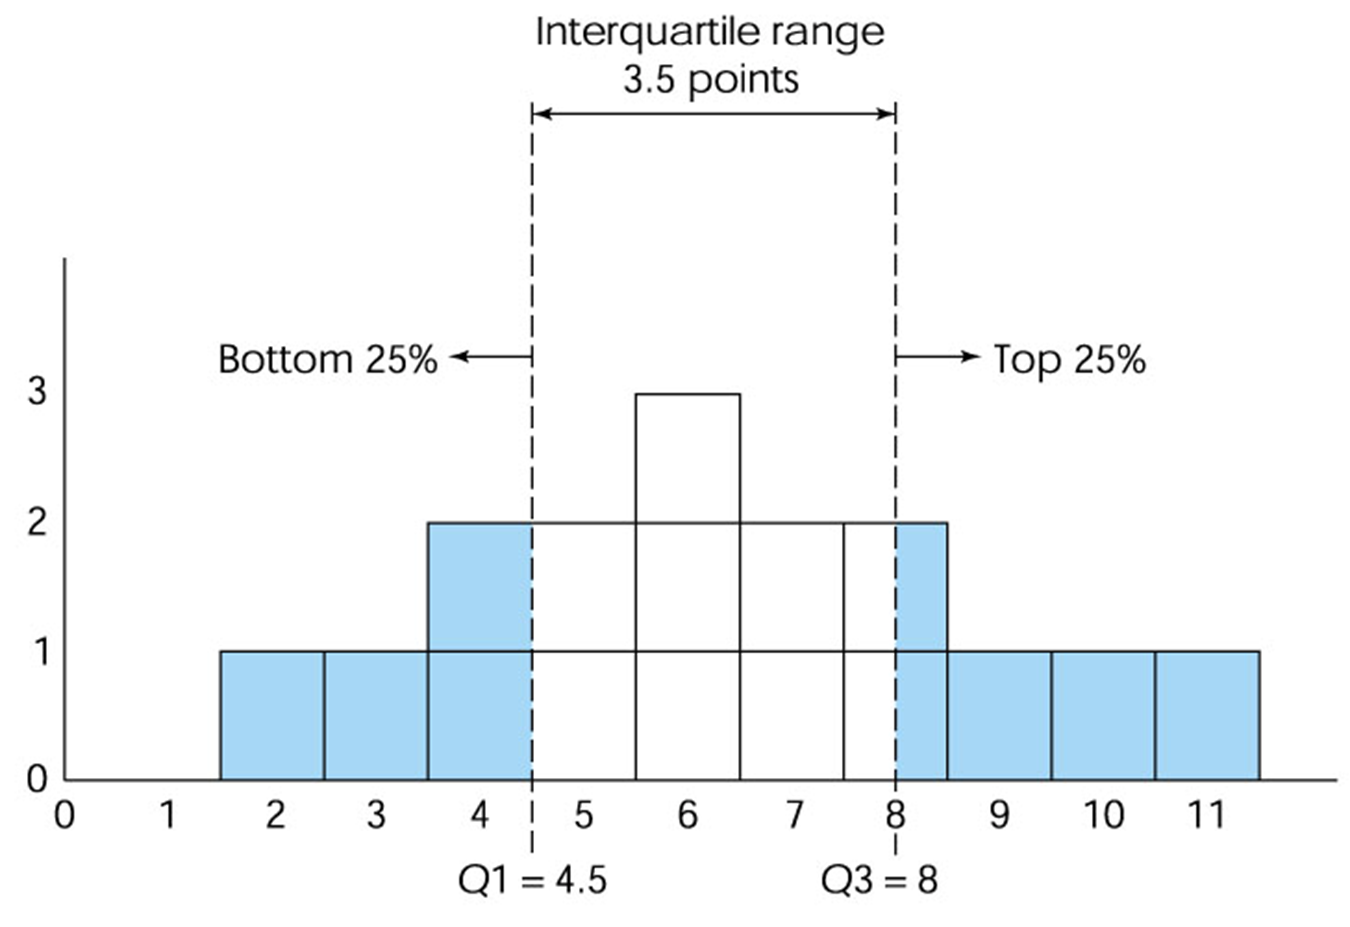 Interquartile range
3.5 points
Bottom 25%
Top 25%
3
2
1
0
0 1 2 3 4 5 6 7 8 9 10 11
Q1 = 4.5
Q3 = 8